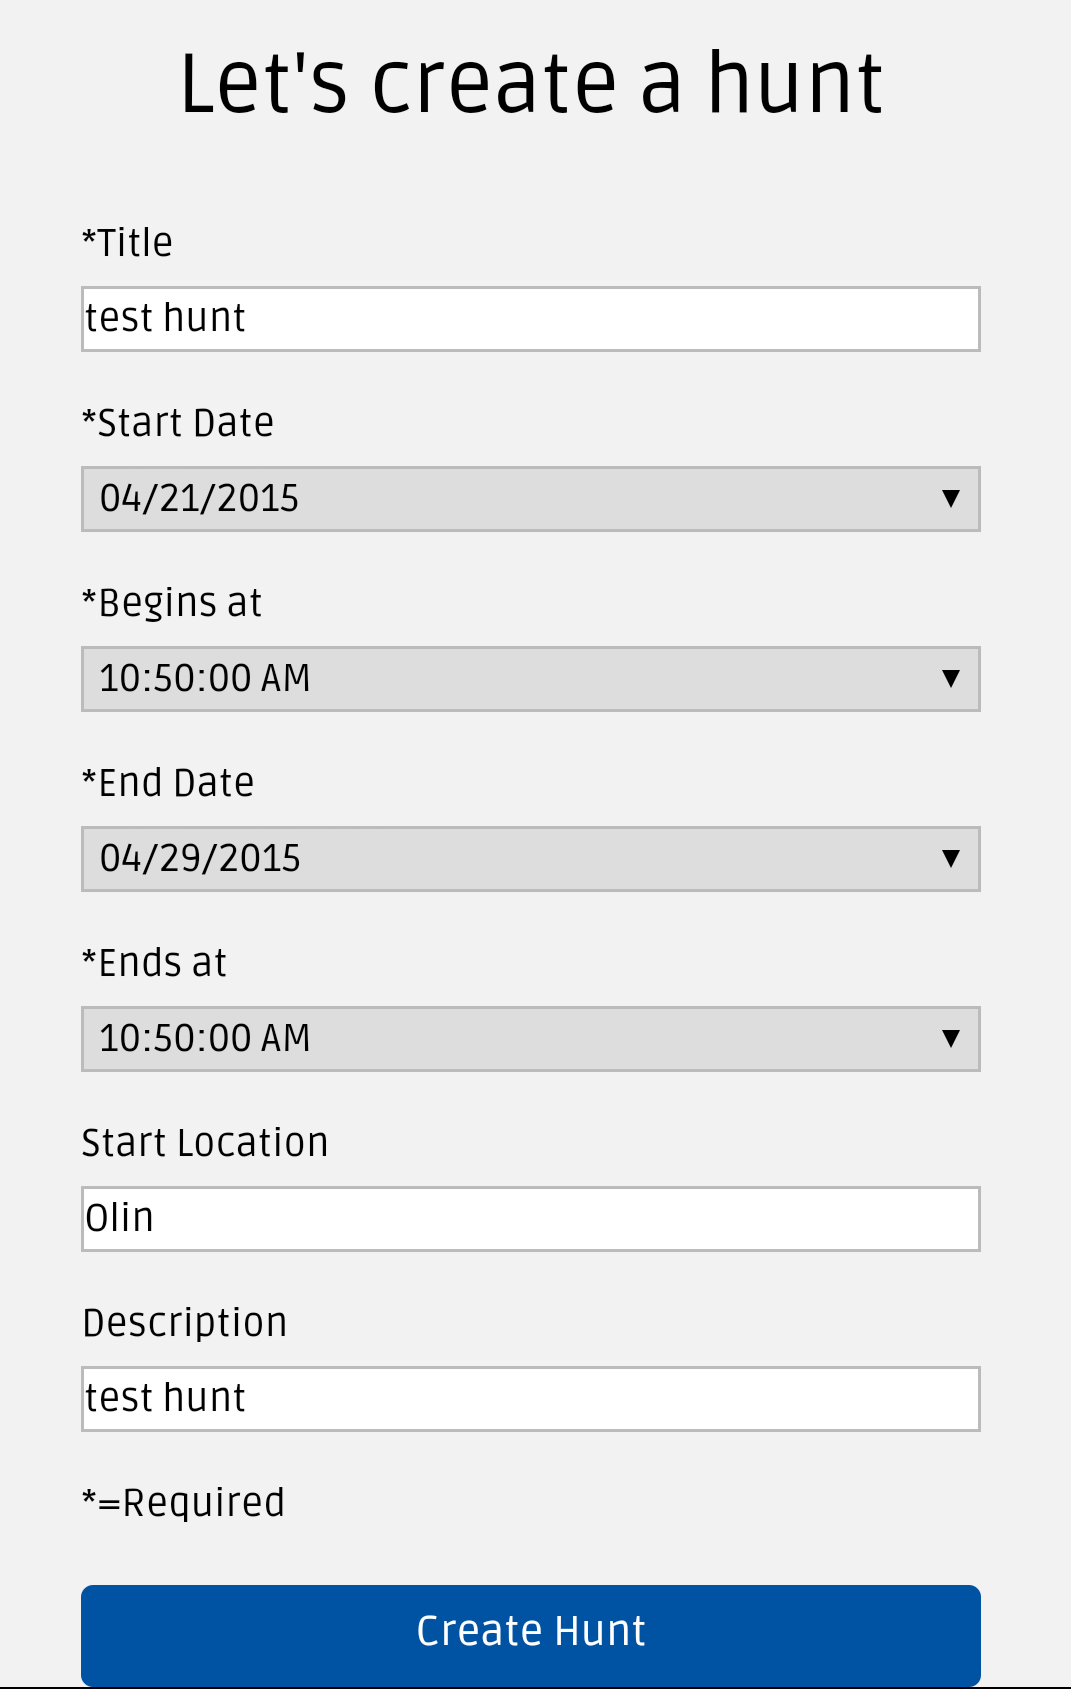 Let's create a hunt
*Title
test hunt
*Start Date
04/21/2015 ▼
*Begins at
10:50:00 AM ▼
*End Date
04/29/2015 ▼
*Ends at
10:50:00 AM ▼
Start Location
Olin
Description
test hunt
*=Required
Create Hunt